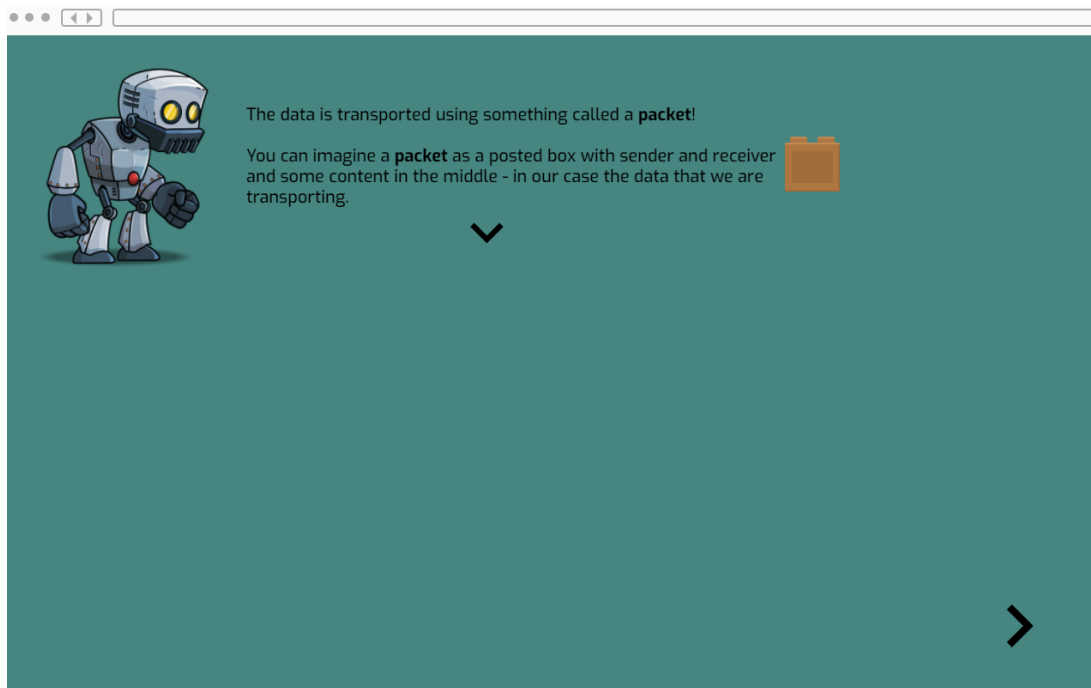 The data is transported using something called a packet!
You can imagine a packet as a posted box with sender and receiver
and some content in the middle - in our case the data that we are
transporting.